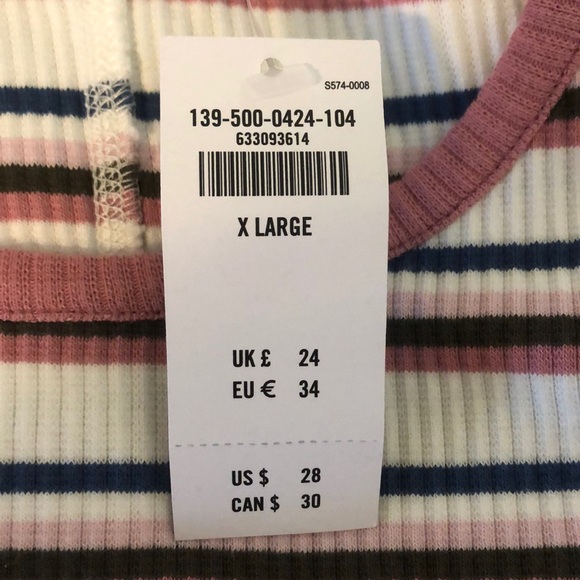 S574-0008
139-500-0424-104
633093614
X LARGE
UK £ 24
EU € 34
US $ 28
CAN $ 30